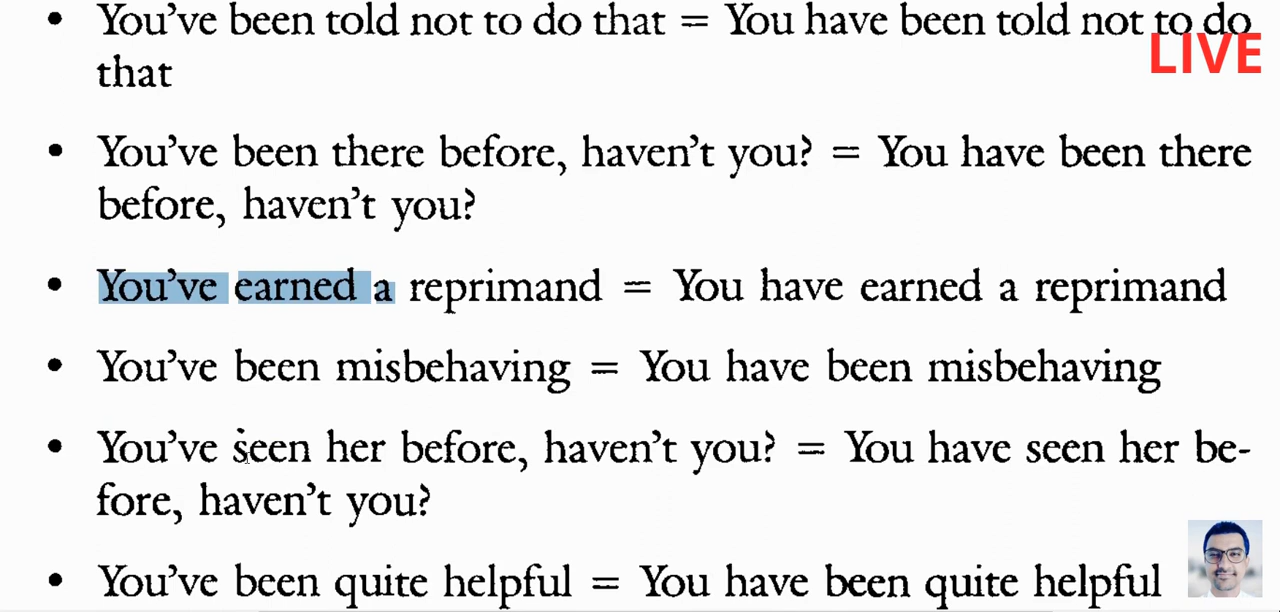 • You've been told not to do that = You have been told not to do
LIVE
that
• You've been there before, haven't you? = You have been there
before, haven't you?
• You've earned a reprimand = You have earned a reprimand
• You've been misbehaving = You have been misbehaving
• You've seen her before, haven't you? = You have seen her be-
fore, haven't you?
• You've been quite helpful = You have been quite helpful